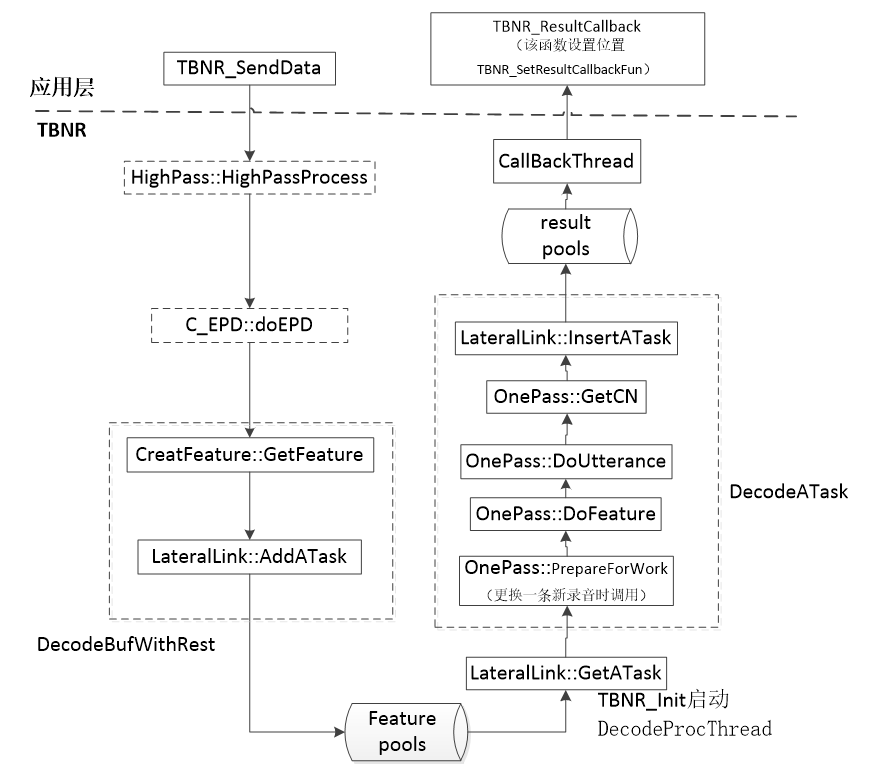 应用层
TBNR_SendData
TBNR
HighPass::HighPassProcess
C_EPD::doEPD
CreatFeature::GetFeature
LateralLink::AddATask
DecodeBufWithRest
Feature
pools
LateralLink::GetATask
TBNR_Init启动
DecodeProcThread
OnePass::PrepareForWork
（更换一条新录音时调用）
OnePass::DoFeature
OnePass::DoUtterance
OnePass::GetCN
LateralLink::InsertATask
DecodeATask
result
pools
CallBackThread
TBNR_ResultCallback
（该函数设置位置
TBNR_SetResultCallbackFun）